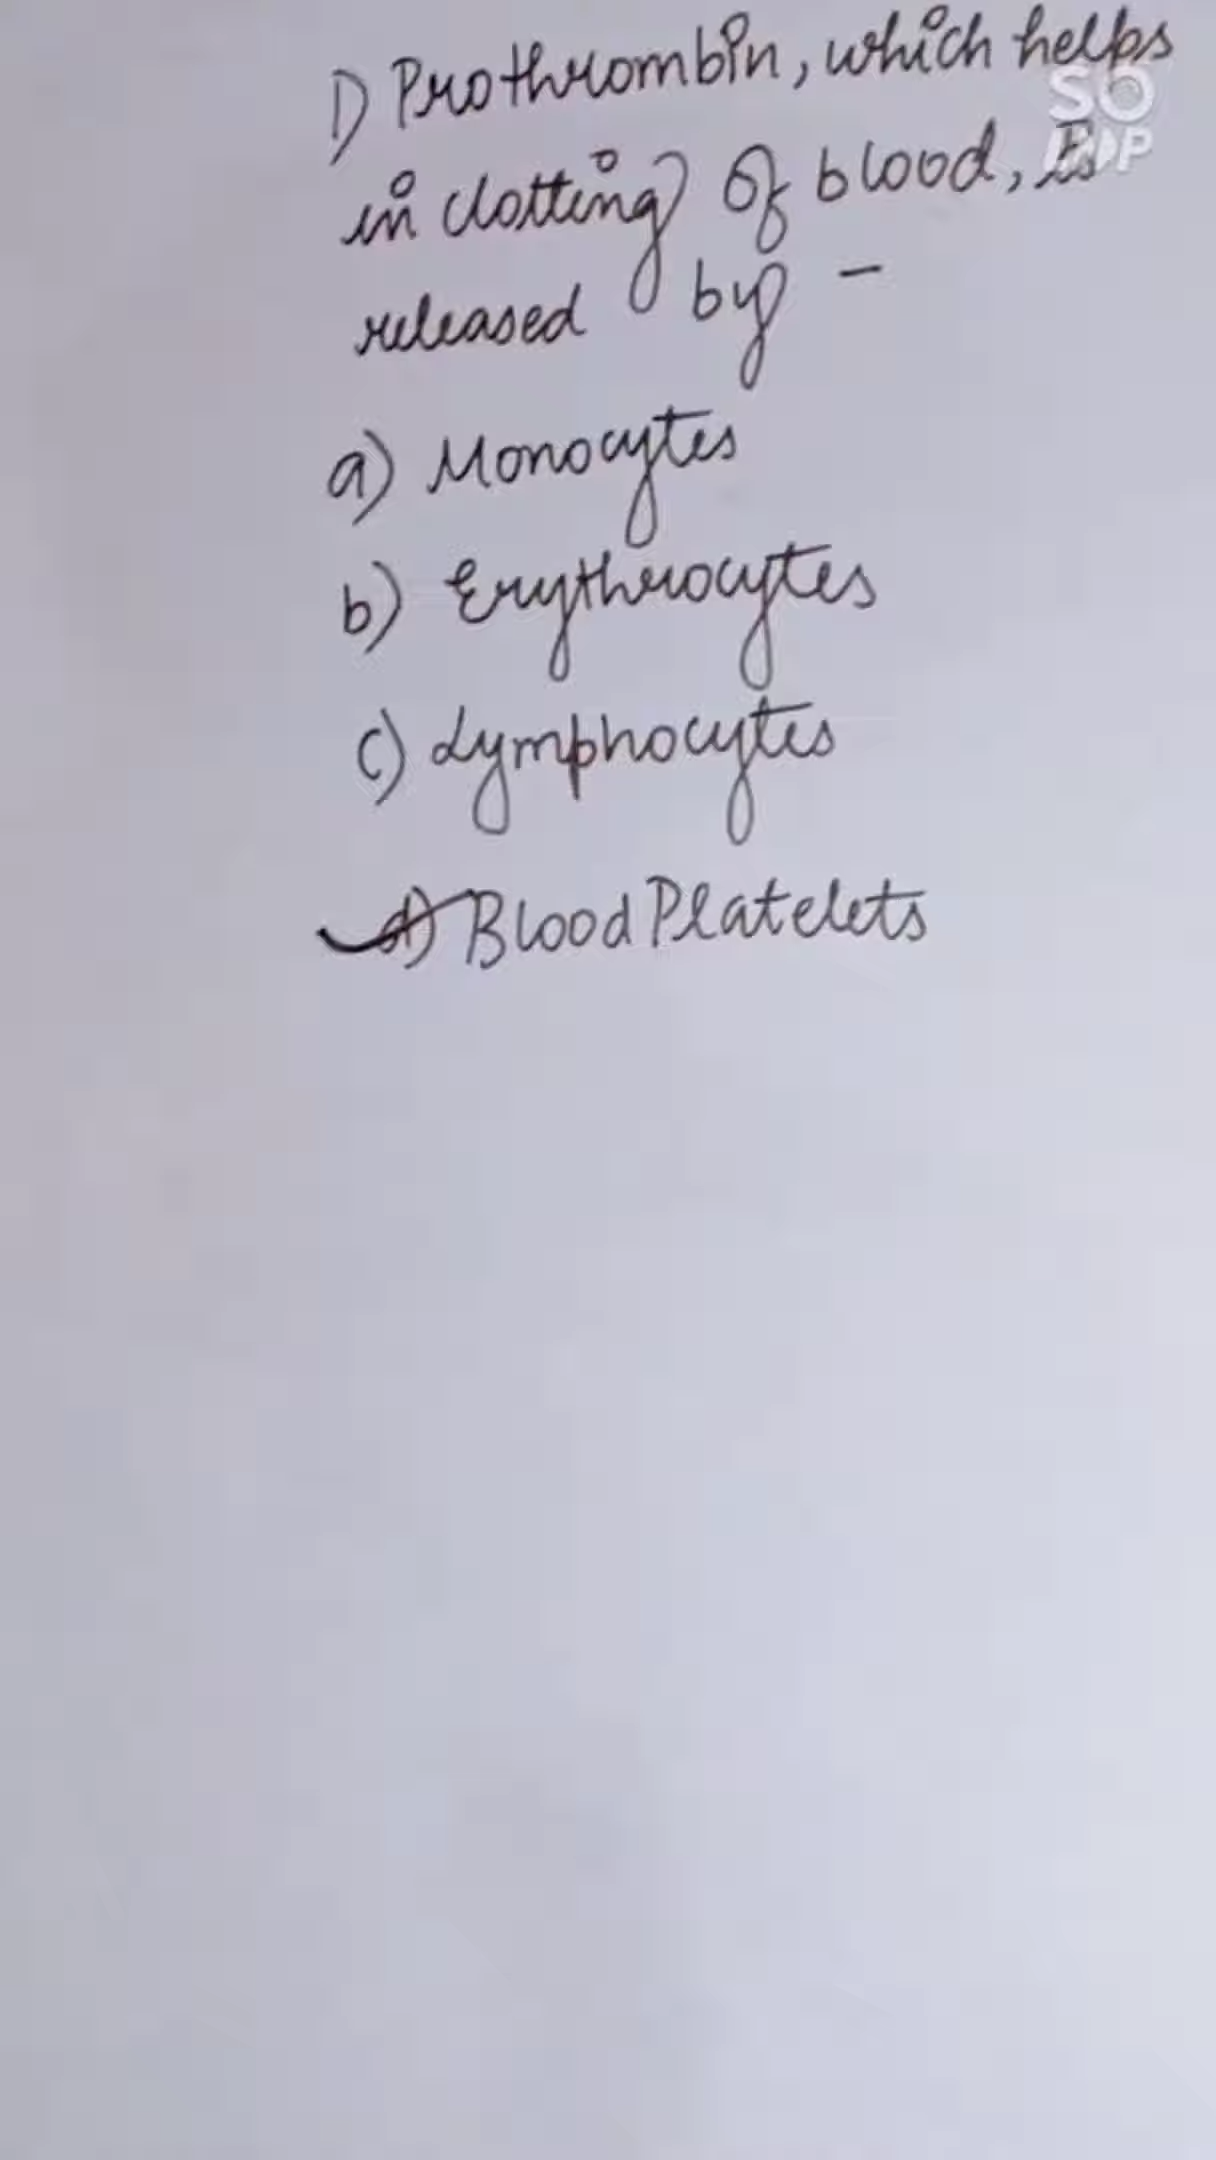 1) Prothrombin, which helps
in clotting of blood, is
released by -
a) Monocytes
b) Erythrocytes
c) Lymphocytes
d) Blood Platelets